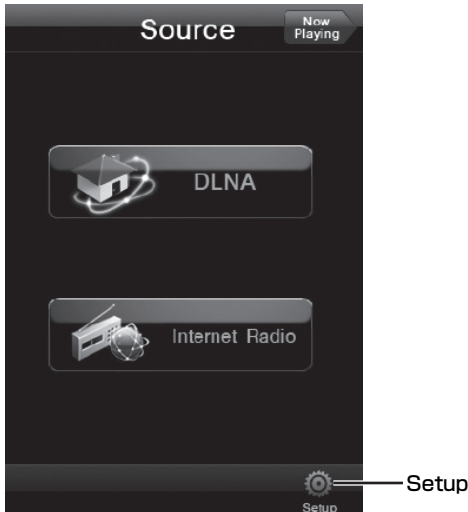 Source
Now
Playing
DLNA
Internet Radio
Setup
Setup